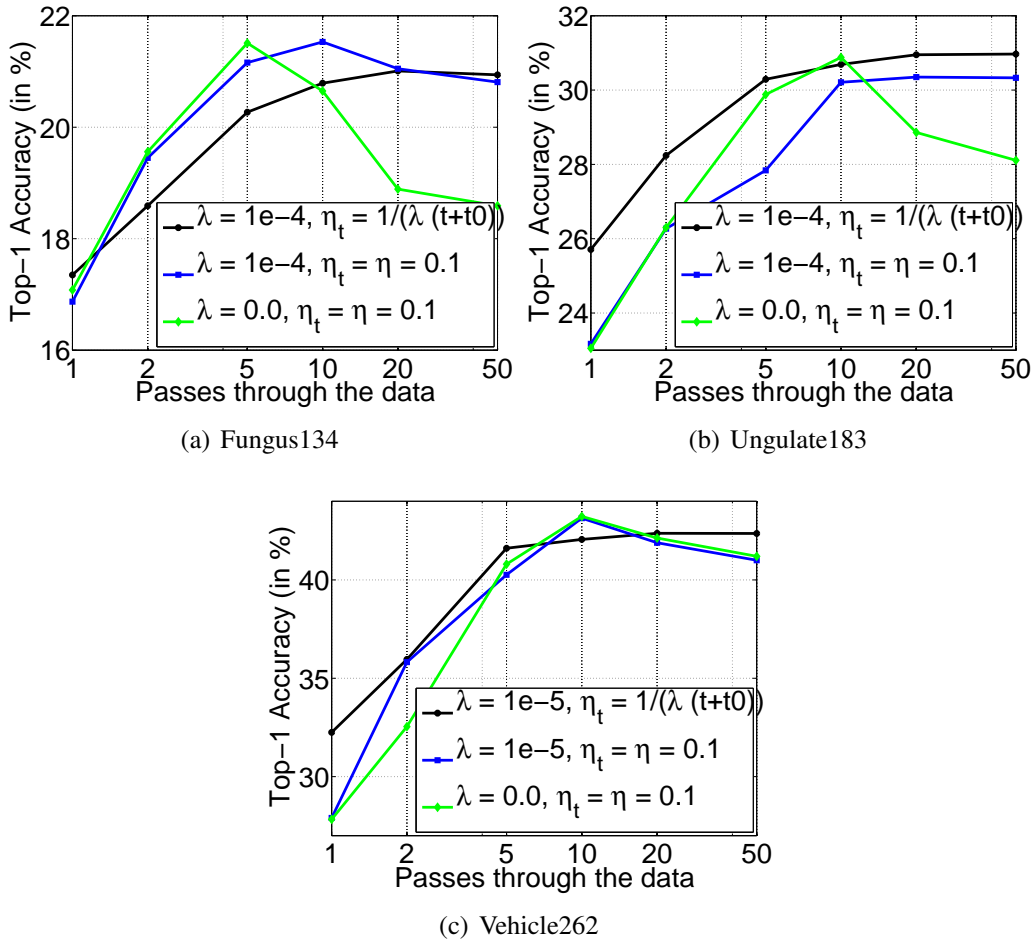 Top−1 Accuracy (in %)
22
20
18
16
λ = 1e−4, η_t = 1/(λ (t+t0))
λ = 1e−4, η_t = η = 0.1
λ = 0.0, η_t = η = 0.1
1 2 5 10 20 50
Passes through the data
(a) Fungus134
Top−1 Accuracy (in %)
32
30
28
26
24
λ = 1e−4, η_t = 1/(λ (t+t0))
λ = 1e−4, η_t = η = 0.1
λ = 0.0, η_t = η = 0.1
1 2 5 10 20 50
Passes through the data
(b) Ungulate183
Top−1 Accuracy (in %)
40
35
30
λ = 1e−5, η_t = 1/(λ (t+t0))
λ = 1e−5, η_t = η = 0.1
λ = 0.0, η_t = η = 0.1
1 2 5 10 20 50
Passes through the data
(c) Vehicle262